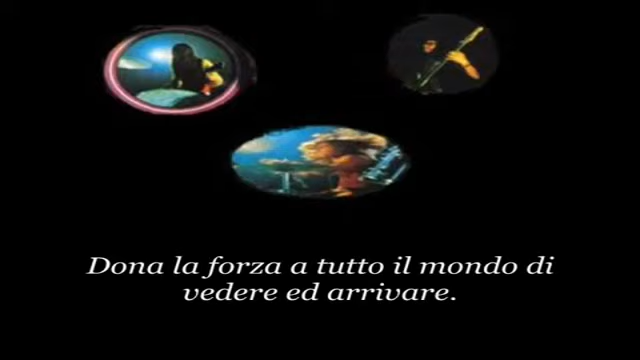 Dona la forza a tutto il mondo di
vedere ed arrivare.